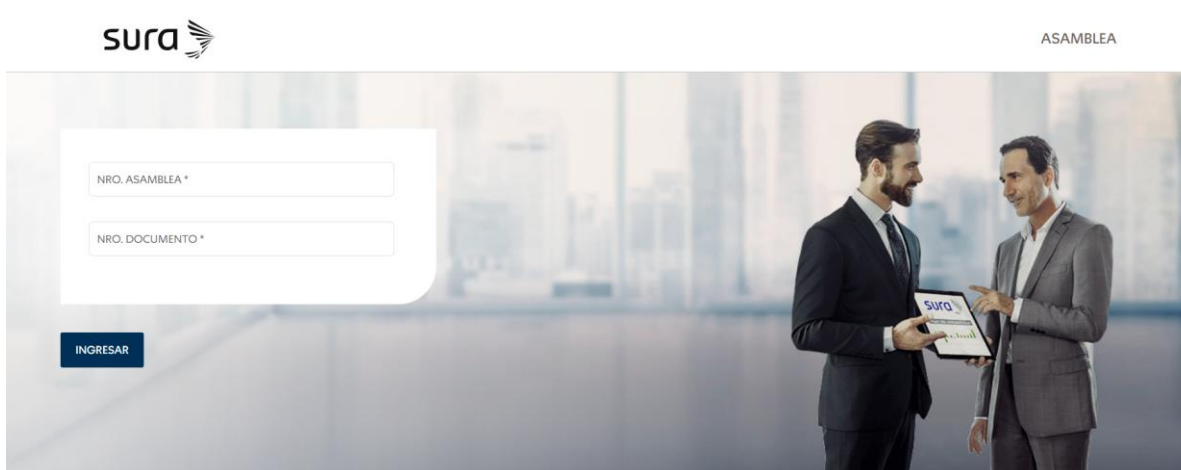 sura
ASAMBLEA
NRO. ASAMBLEA *
NRO. DOCUMENTO *
INGRESAR
sura